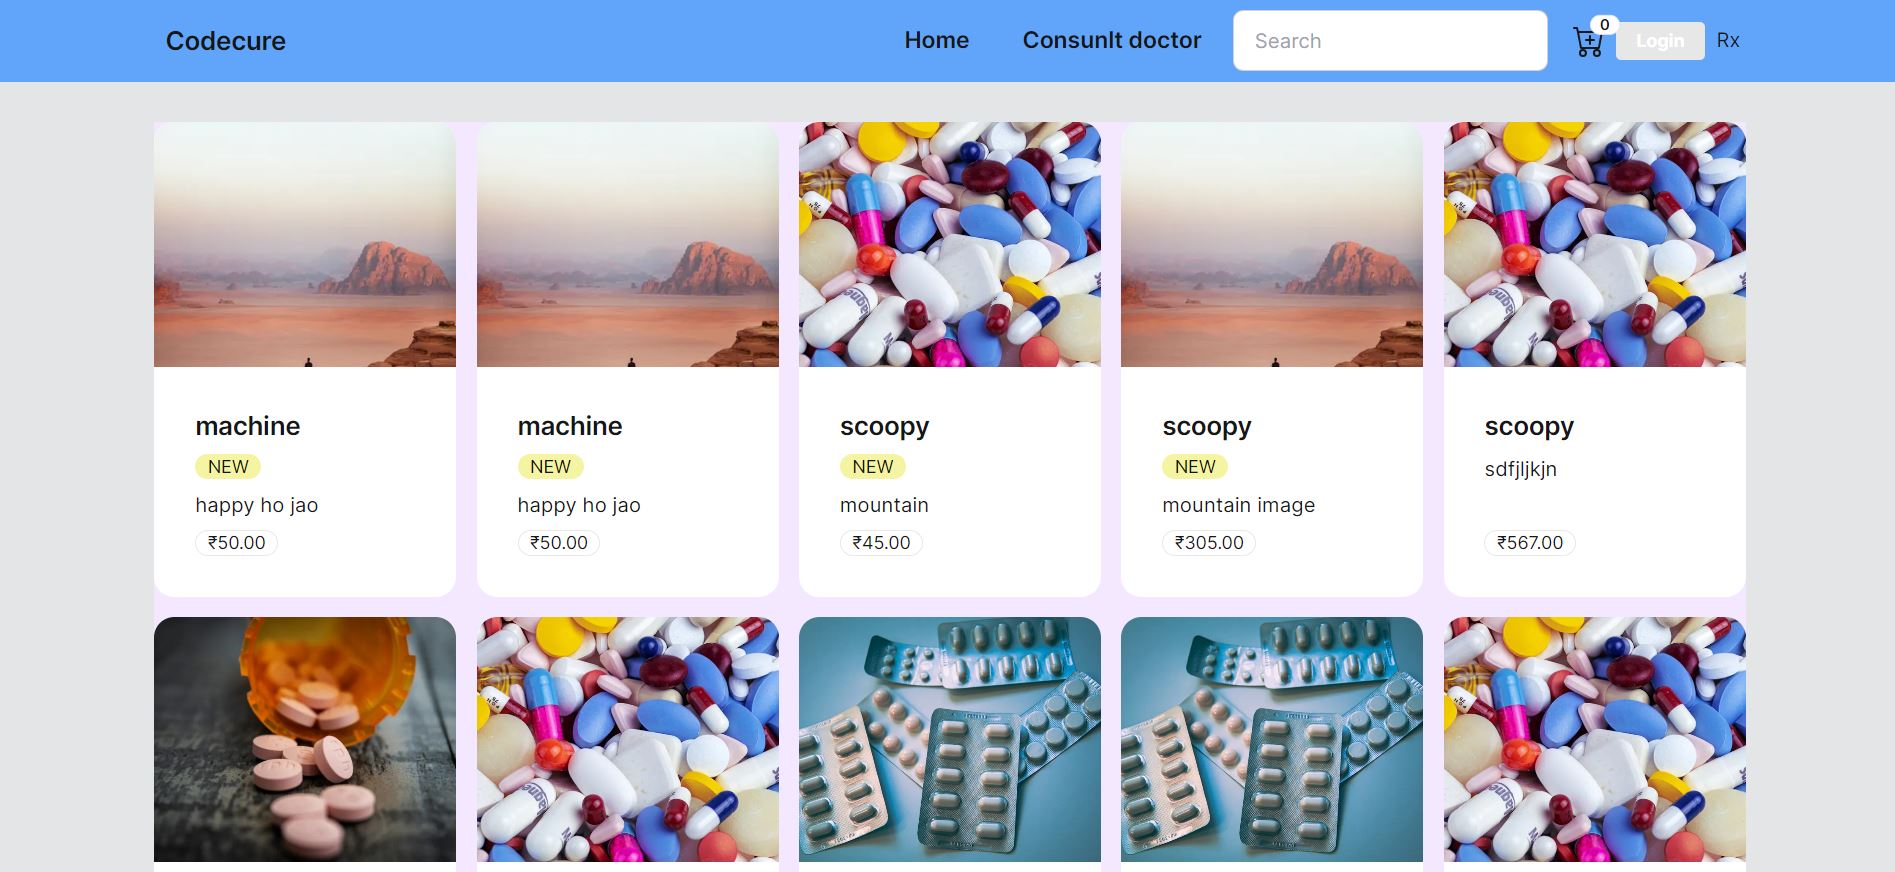 Codecure
Home
Consunlt doctor
Search
0
Login
Rx
machine
NEW
happy ho jao
₹50.00
machine
NEW
happy ho jao
₹50.00
scoopy
NEW
mountain
₹45.00
scoopy
NEW
mountain image
₹305.00
scoopy
sdfjljkjn
₹567.00